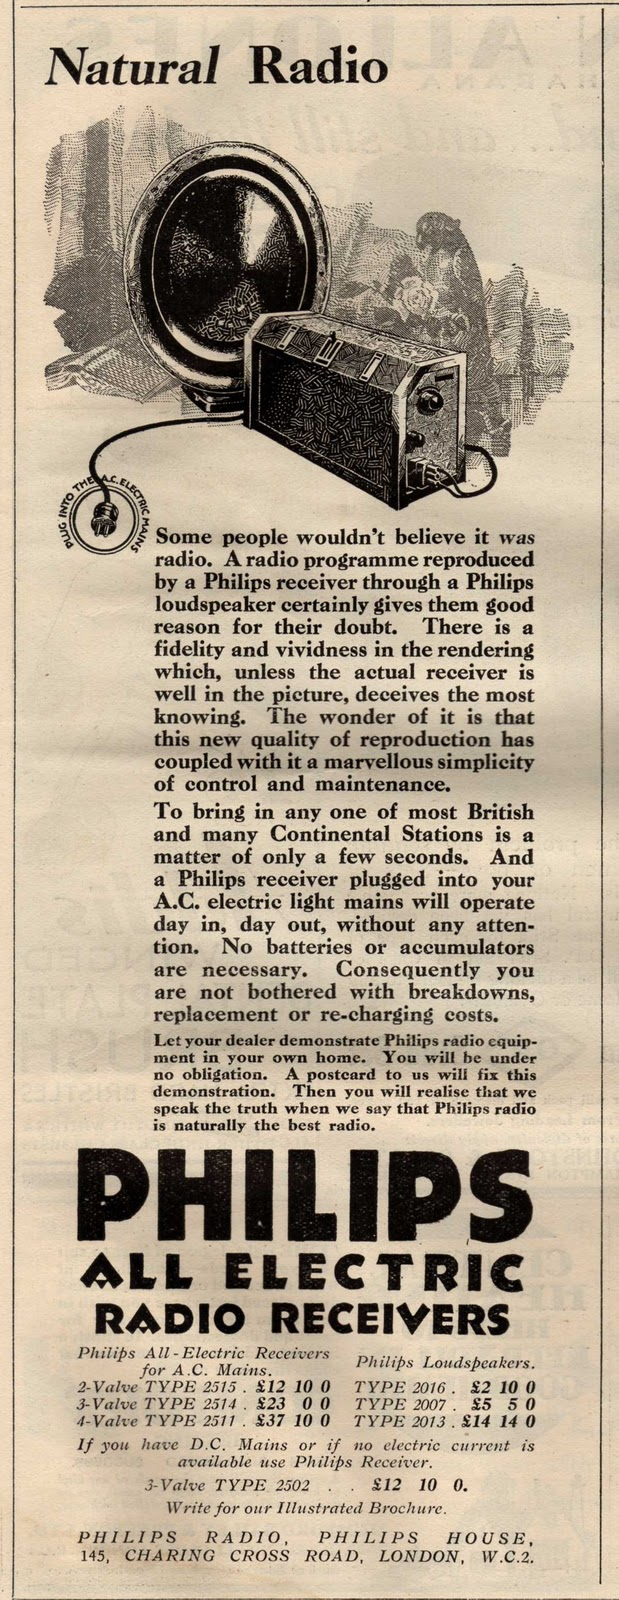 Natural Radio
PLUG INTO THE A.C. ELECTRIC MAINS
Some people wouldn't believe it was
radio. A radio programme reproduced
by a Philips receiver through a Philips
loudspeaker certainly gives them good
reason for their doubt. There is a
fidelity and vividness in the rendering
which, unless the actual receiver is
well in the picture, deceives the most
knowing. The wonder of it is that
this new quality of reproduction has
coupled with it a marvellous simplicity
of control and maintenance.
To bring in any one of most British
and many Continental Stations is a
matter of only a few seconds. And
a Philips receiver plugged into your
A.C. electric light mains will operate
day in, day out, without any atten-
tion. No batteries or accumulators
are necessary. Consequently you
are not bothered with breakdowns,
replacement or re-charging costs.
Let your dealer demonstrate Philips radio equip-
ment in your own home. You will be under
no obligation. A postcard to us will fix this
demonstration. Then you will realise that we
speak the truth when we say that Philips radio
is naturally the best radio.
PHILIPS
ALL ELECTRIC
RADIO RECEIVERS
Philips All-Electric Receivers
for A.C. Mains.
2-Valve TYPE 2515 . £12 10 0
3-Valve TYPE 2514 . £23 0 0
4-Valve TYPE 2511 . £37 10 0
Philips Loudspeakers.
TYPE 2016 . £2 10 0
TYPE 2007 . £5 5 0
TYPE 2013 . £14 14 0
If you have D.C. Mains or if no electric current is
available use Philips Receiver.
3-Valve TYPE 2502 . . £12 10 0.
Write for our Illustrated Brochure.
PHILIPS RADIO, PHILIPS HOUSE,
145, CHARING CROSS ROAD, LONDON, W.C.2.